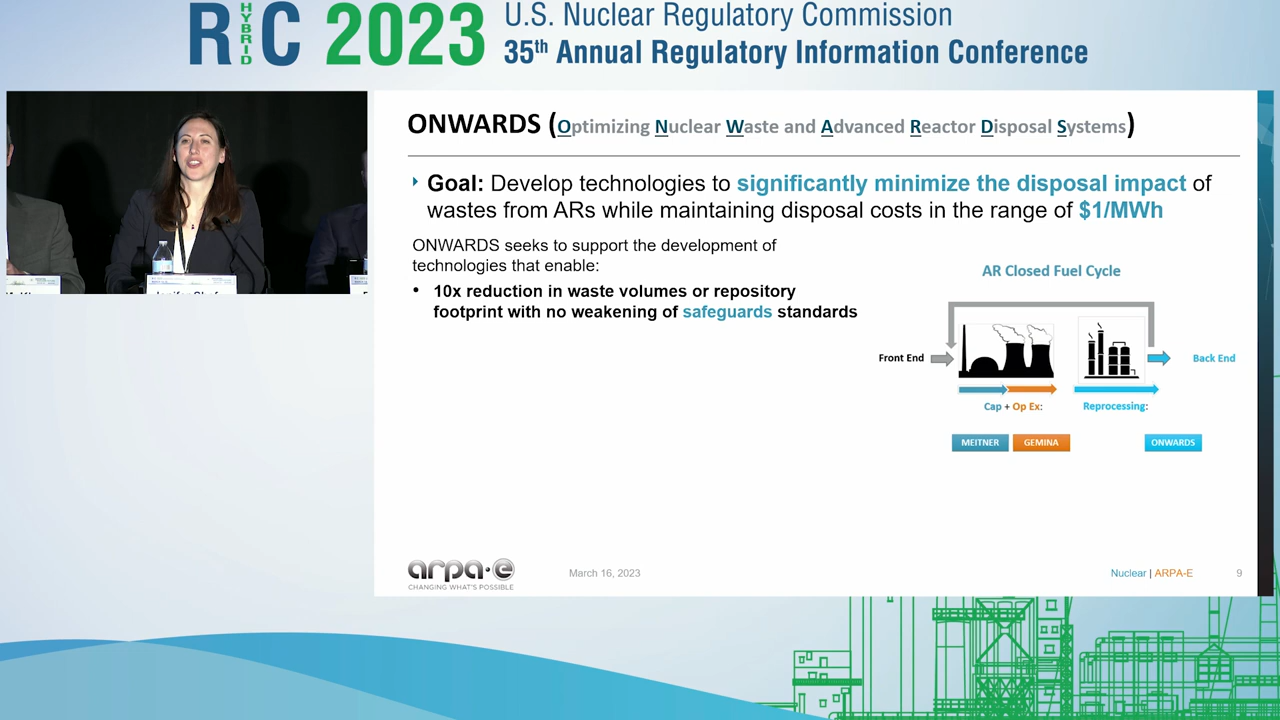 RIC HYBRID 2023
U.S. Nuclear Regulatory Commission
35th Annual Regulatory Information Conference
ONWARDS (Optimizing Nuclear Waste and Advanced Reactor Disposal Systems)
Goal: Develop technologies to significantly minimize the disposal impact of
wastes from ARs while maintaining disposal costs in the range of $1/MWh
ONWARDS seeks to support the development of
technologies that enable:
• 10x reduction in waste volumes or repository
footprint with no weakening of safeguards standards
AR Closed Fuel Cycle
Front End
Back End
Cap + Op Ex:
Reprocessing:
MEITNER
GEMINA
ONWARDS
arpa·e
CHANGING WHAT'S POSSIBLE
March 16, 2023
Nuclear | ARPA-E
9